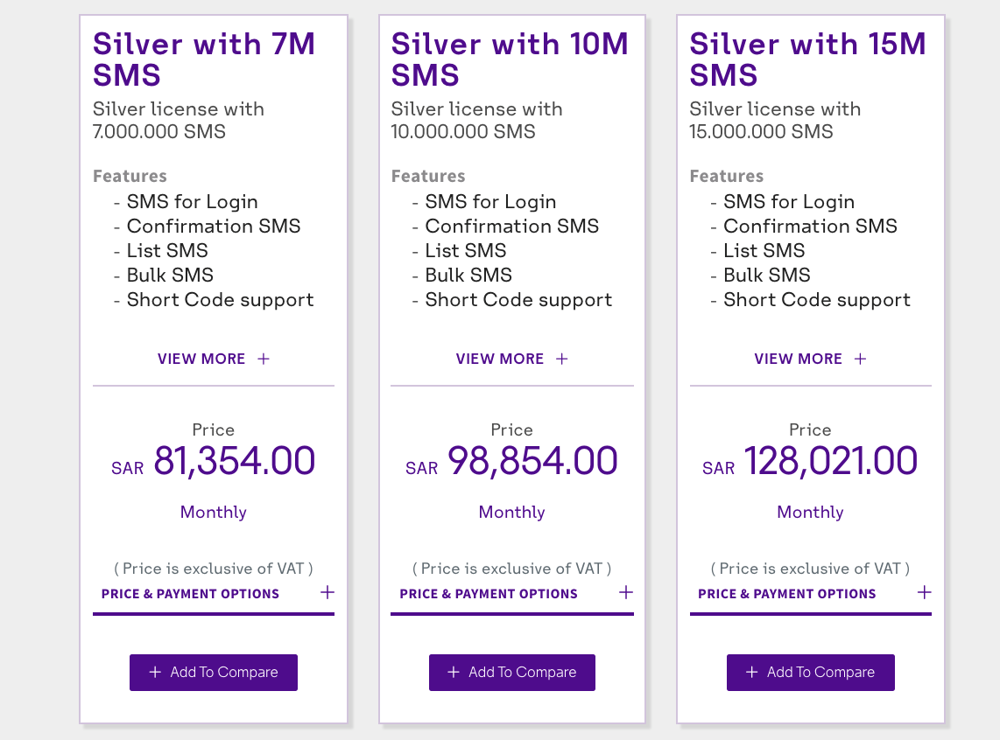 Silver with 7M
SMS
Silver license with
7.000.000 SMS
Features
- SMS for Login
- Confirmation SMS
- List SMS
- Bulk SMS
- Short Code support
VIEW MORE +
Price
SAR 81,354.00
Monthly
( Price is exclusive of VAT )
PRICE & PAYMENT OPTIONS +
+ Add To Compare
Silver with 10M
SMS
Silver license with
10.000.000 SMS
Features
- SMS for Login
- Confirmation SMS
- List SMS
- Bulk SMS
- Short Code support
VIEW MORE +
Price
SAR 98,854.00
Monthly
( Price is exclusive of VAT )
PRICE & PAYMENT OPTIONS +
+ Add To Compare
Silver with 15M
SMS
Silver license with
15.000.000 SMS
Features
- SMS for Login
- Confirmation SMS
- List SMS
- Bulk SMS
- Short Code support
VIEW MORE +
Price
SAR 128,021.00
Monthly
( Price is exclusive of VAT )
PRICE & PAYMENT OPTIONS +
+ Add To Compare